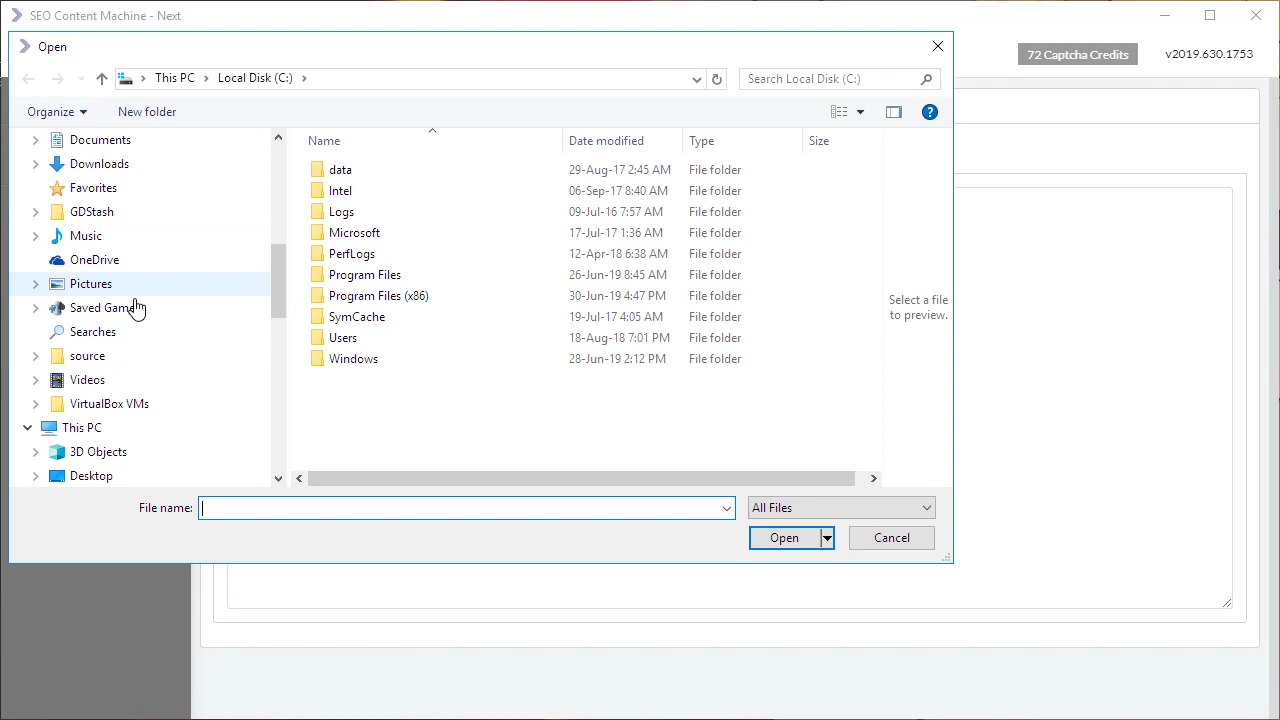 SEO Content Machine - Next
Open
72 Captcha Credits
v2019.630.1753
This PC
Local Disk (C:)
Search Local Disk (C:)
Organize
New folder
Documents
Downloads
Favorites
GDStash
Music
OneDrive
Pictures
Saved Games
Searches
source
Videos
VirtualBox VMs
This PC
3D Objects
Desktop
Name Date modified Type Size
data 29-Aug-17 2:45 AM File folder
Intel 06-Sep-17 8:40 AM File folder
Logs 09-Jul-16 7:57 AM File folder
Microsoft 17-Jul-17 1:36 AM File folder
PerfLogs 12-Apr-18 6:38 AM File folder
Program Files 26-Jun-19 8:45 AM File folder
Program Files (x86) 30-Jun-19 4:47 PM File folder
SymCache 19-Jul-17 4:05 AM File folder
Users 18-Aug-18 7:01 PM File folder
Windows 28-Jun-19 2:12 PM File folder
Select a file
to preview.
File name:
All Files
Open
Cancel